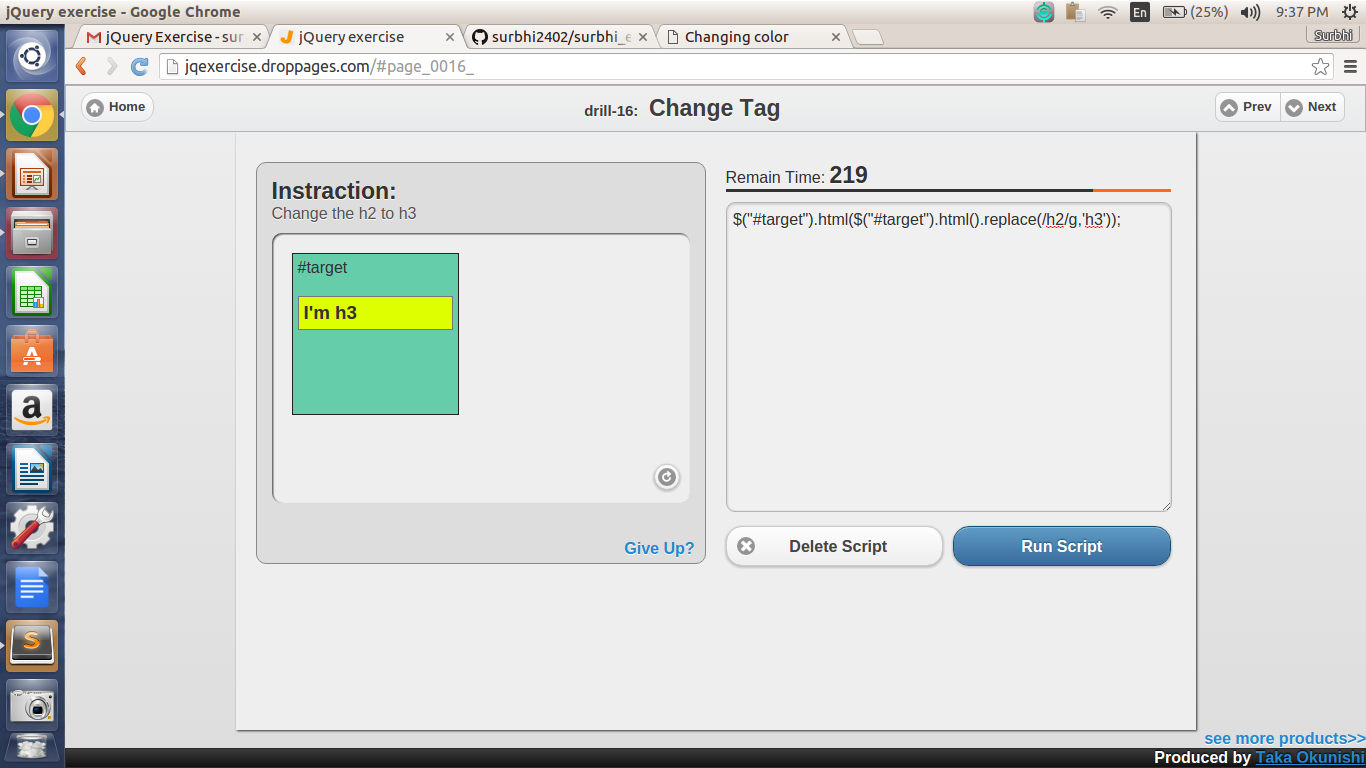 jQuery exercise - Google Chrome
En
(25%)
9:37 PM
jQuery Exercise - sur
jQuery exercise
surbhi2402/surbhi_e
Changing color
Surbhi
jqexercise.droppages.com/#page_0016_
Home
drill-16: Change Tag
Prev
Next
Instraction:
Change the h2 to h3
#target
I'm h3
Give Up?
Remain Time: 219
$("#target").html($("#target").html().replace(/h2/g,'h3'));
Delete Script
Run Script
see more products>>
Produced by Taka Okunishi